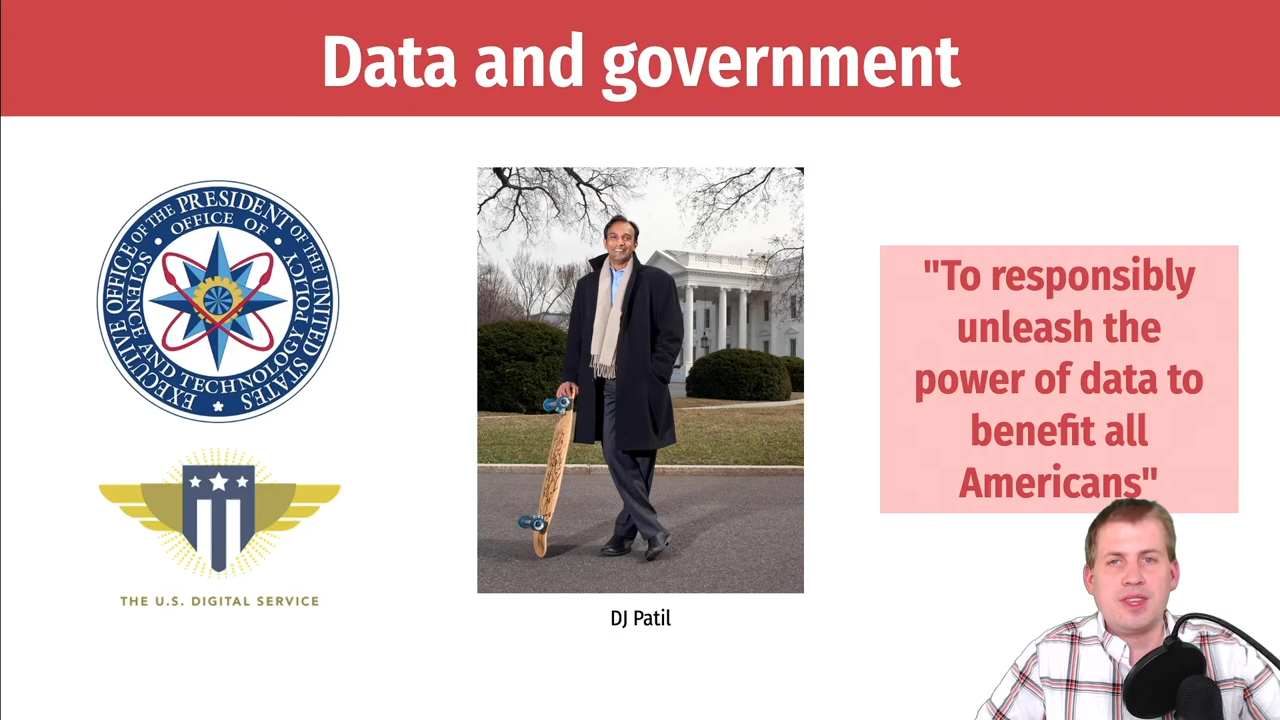 Data and government
EXECUTIVE OFFICE OF THE PRESIDENT OF THE UNITED STATES
OFFICE OF
SCIENCE AND TECHNOLOGY POLICY
THE U.S. DIGITAL SERVICE
DJ Patil
"To responsibly
unleash the
power of data to
benefit all
Americans"